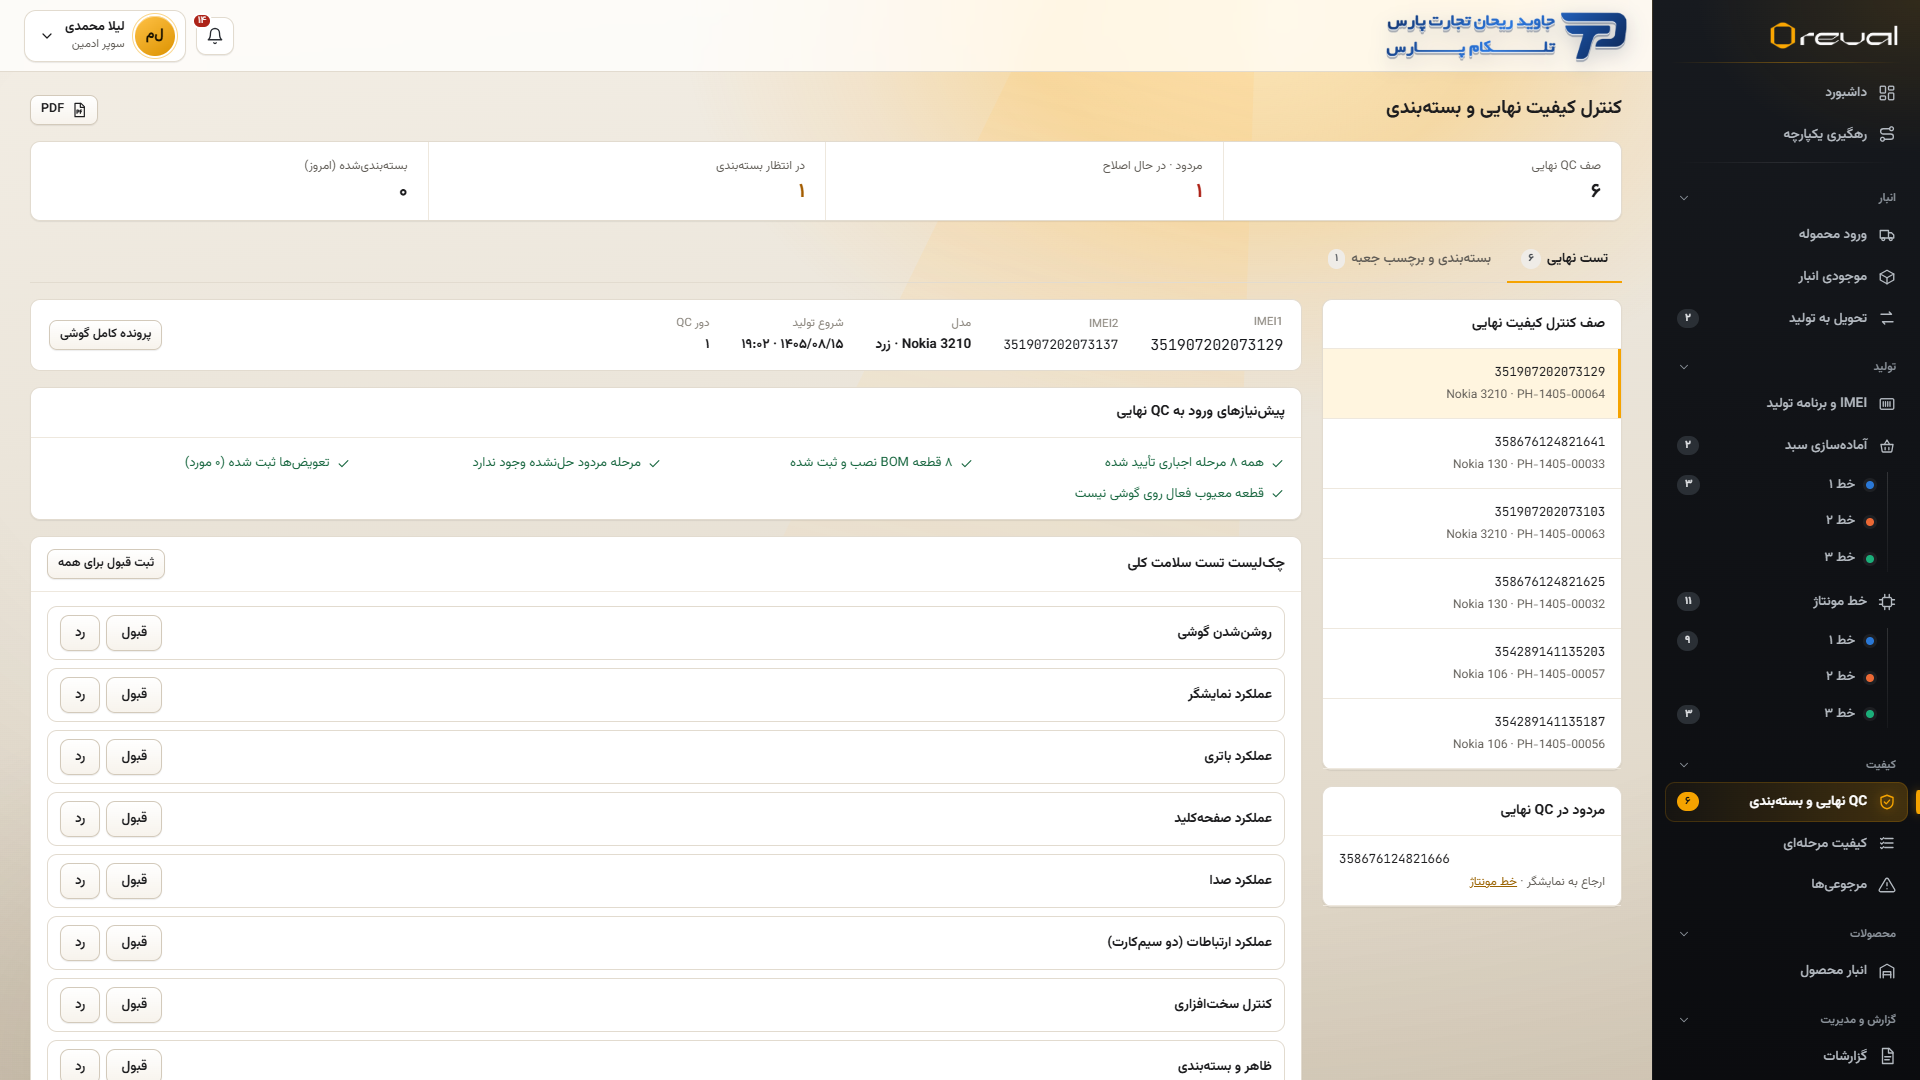 reval
داشبورد
رهگیری یکپارچه
انبار
ورود محموله
موجودی انبار
تحویل به تولید ۲
تولید
IMEI و برنامه تولید
آماده‌سازی سبد ۲
خط ۱ ۳
خط ۲
خط ۳
خط مونتاژ ۱۱
خط ۱ ۹
خط ۲
خط ۳ ۳
کیفیت
QC نهایی و بسته‌بندی ۶
کیفیت مرحله‌ای
مرجوعی‌ها
محصولات
انبار محصول
گزارش و مدیریت
گزارشات
جاوید ریحان تجارت پارس
تلکام پارس
۱۴
ل‌م
لیلا محمدی
سوپر ادمین
کنترل کیفیت نهایی و بسته‌بندی
PDF
صف QC نهایی
۶
مردود · در حال اصلاح
۱
در انتظار بسته‌بندی
۱
بسته‌بندی‌شده (امروز)
۰
تست نهایی ۶
بسته‌بندی و برچسب جعبه ۱
صف کنترل کیفیت نهایی
351907202073129
Nokia 3210 · PH-1405-00064
358676124821641
Nokia 130 · PH-1405-00033
351907202073103
Nokia 3210 · PH-1405-00063
358676124821625
Nokia 130 · PH-1405-00032
354289141135203
Nokia 106 · PH-1405-00057
354289141135187
Nokia 106 · PH-1405-00056
مردود در QC نهایی
358676124821666
ارجاع به نمایشگر · خط مونتاژ
IMEI1
351907202073129
IMEI2
351907202073137
مدل
Nokia 3210 · زرد
شروع تولید
۱۴۰۵/۰۸/۱۵ · ۱۹:۰۲
دور QC
۱
پرونده کامل گوشی
پیش‌نیازهای ورود به QC نهایی
همه ۸ مرحله اجباری تأیید شده
۸ قطعه BOM نصب و ثبت شده
مرحله مردود حل‌نشده وجود ندارد
تعویض‌ها ثبت شده (۰ مورد)
قطعه معیوب فعال روی گوشی نیست
چک‌لیست تست سلامت کلی
ثبت قبول برای همه
روشن‌شدن گوشی قبول رد
عملکرد نمایشگر قبول رد
عملکرد باتری قبول رد
عملکرد صفحه‌کلید قبول رد
عملکرد صدا قبول رد
عملکرد ارتباطات (دو سیم‌کارت) قبول رد
کنترل سخت‌افزاری قبول رد
ظاهر و بسته‌بندی قبول رد